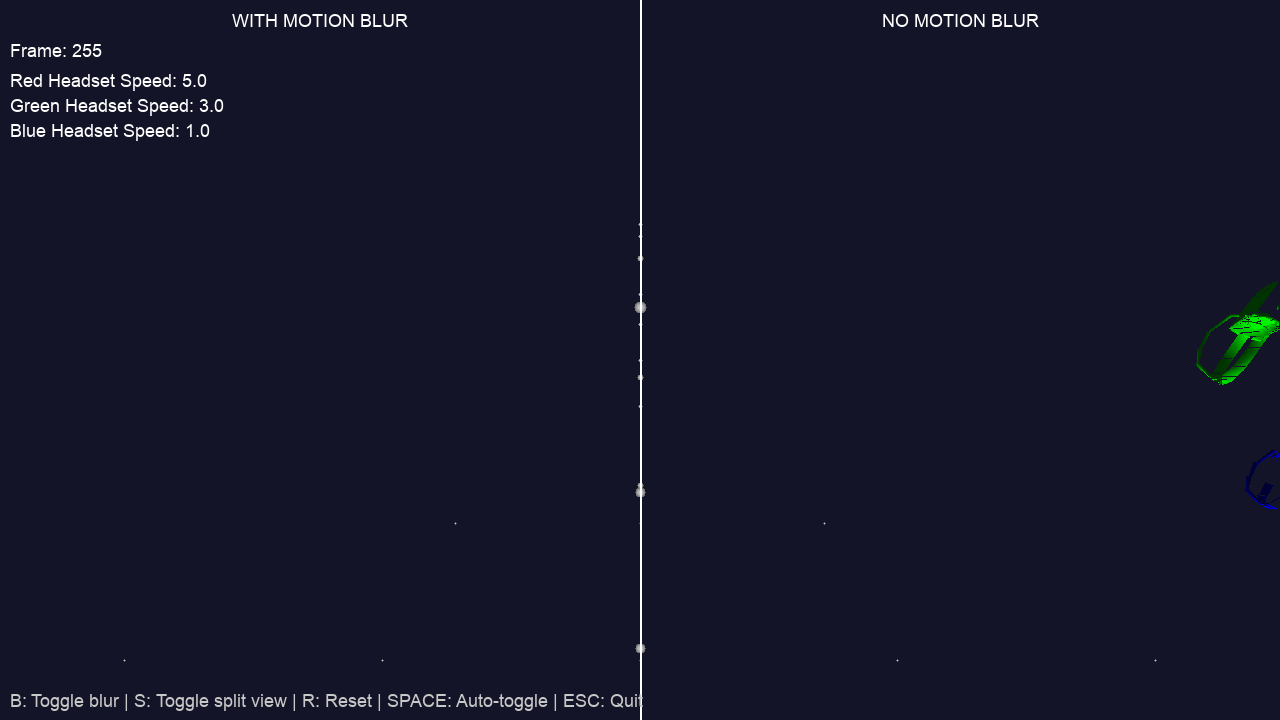 WITH MOTION BLUR
NO MOTION BLUR
Frame: 255
Red Headset Speed: 5.0
Green Headset Speed: 3.0
Blue Headset Speed: 1.0
B: Toggle blur | S: Toggle split view | R: Reset | SPACE: Auto-toggle | ESC: Quit